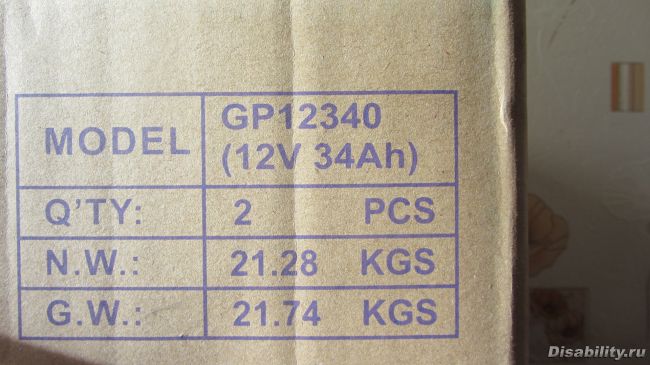 MODEL GP12340
(12V 34Ah)
Q'TY: 2 PCS
N.W.: 21.28 KGS
G.W.: 21.74 KGS
Disability.ru